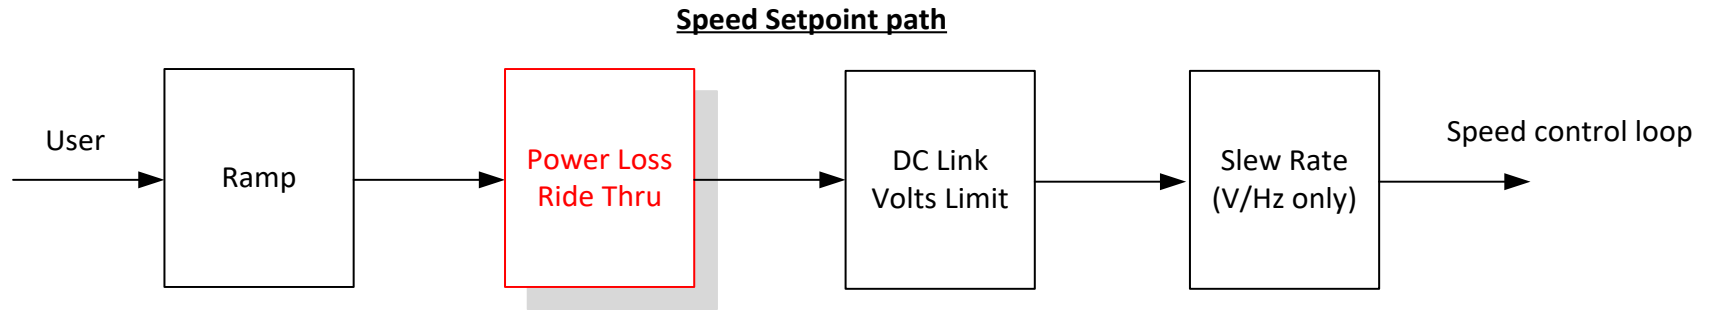 Speed Setpoint path
User
Ramp
Power Loss
Ride Thru
DC Link
Volts Limit
Slew Rate
(V/Hz only)
Speed control loop